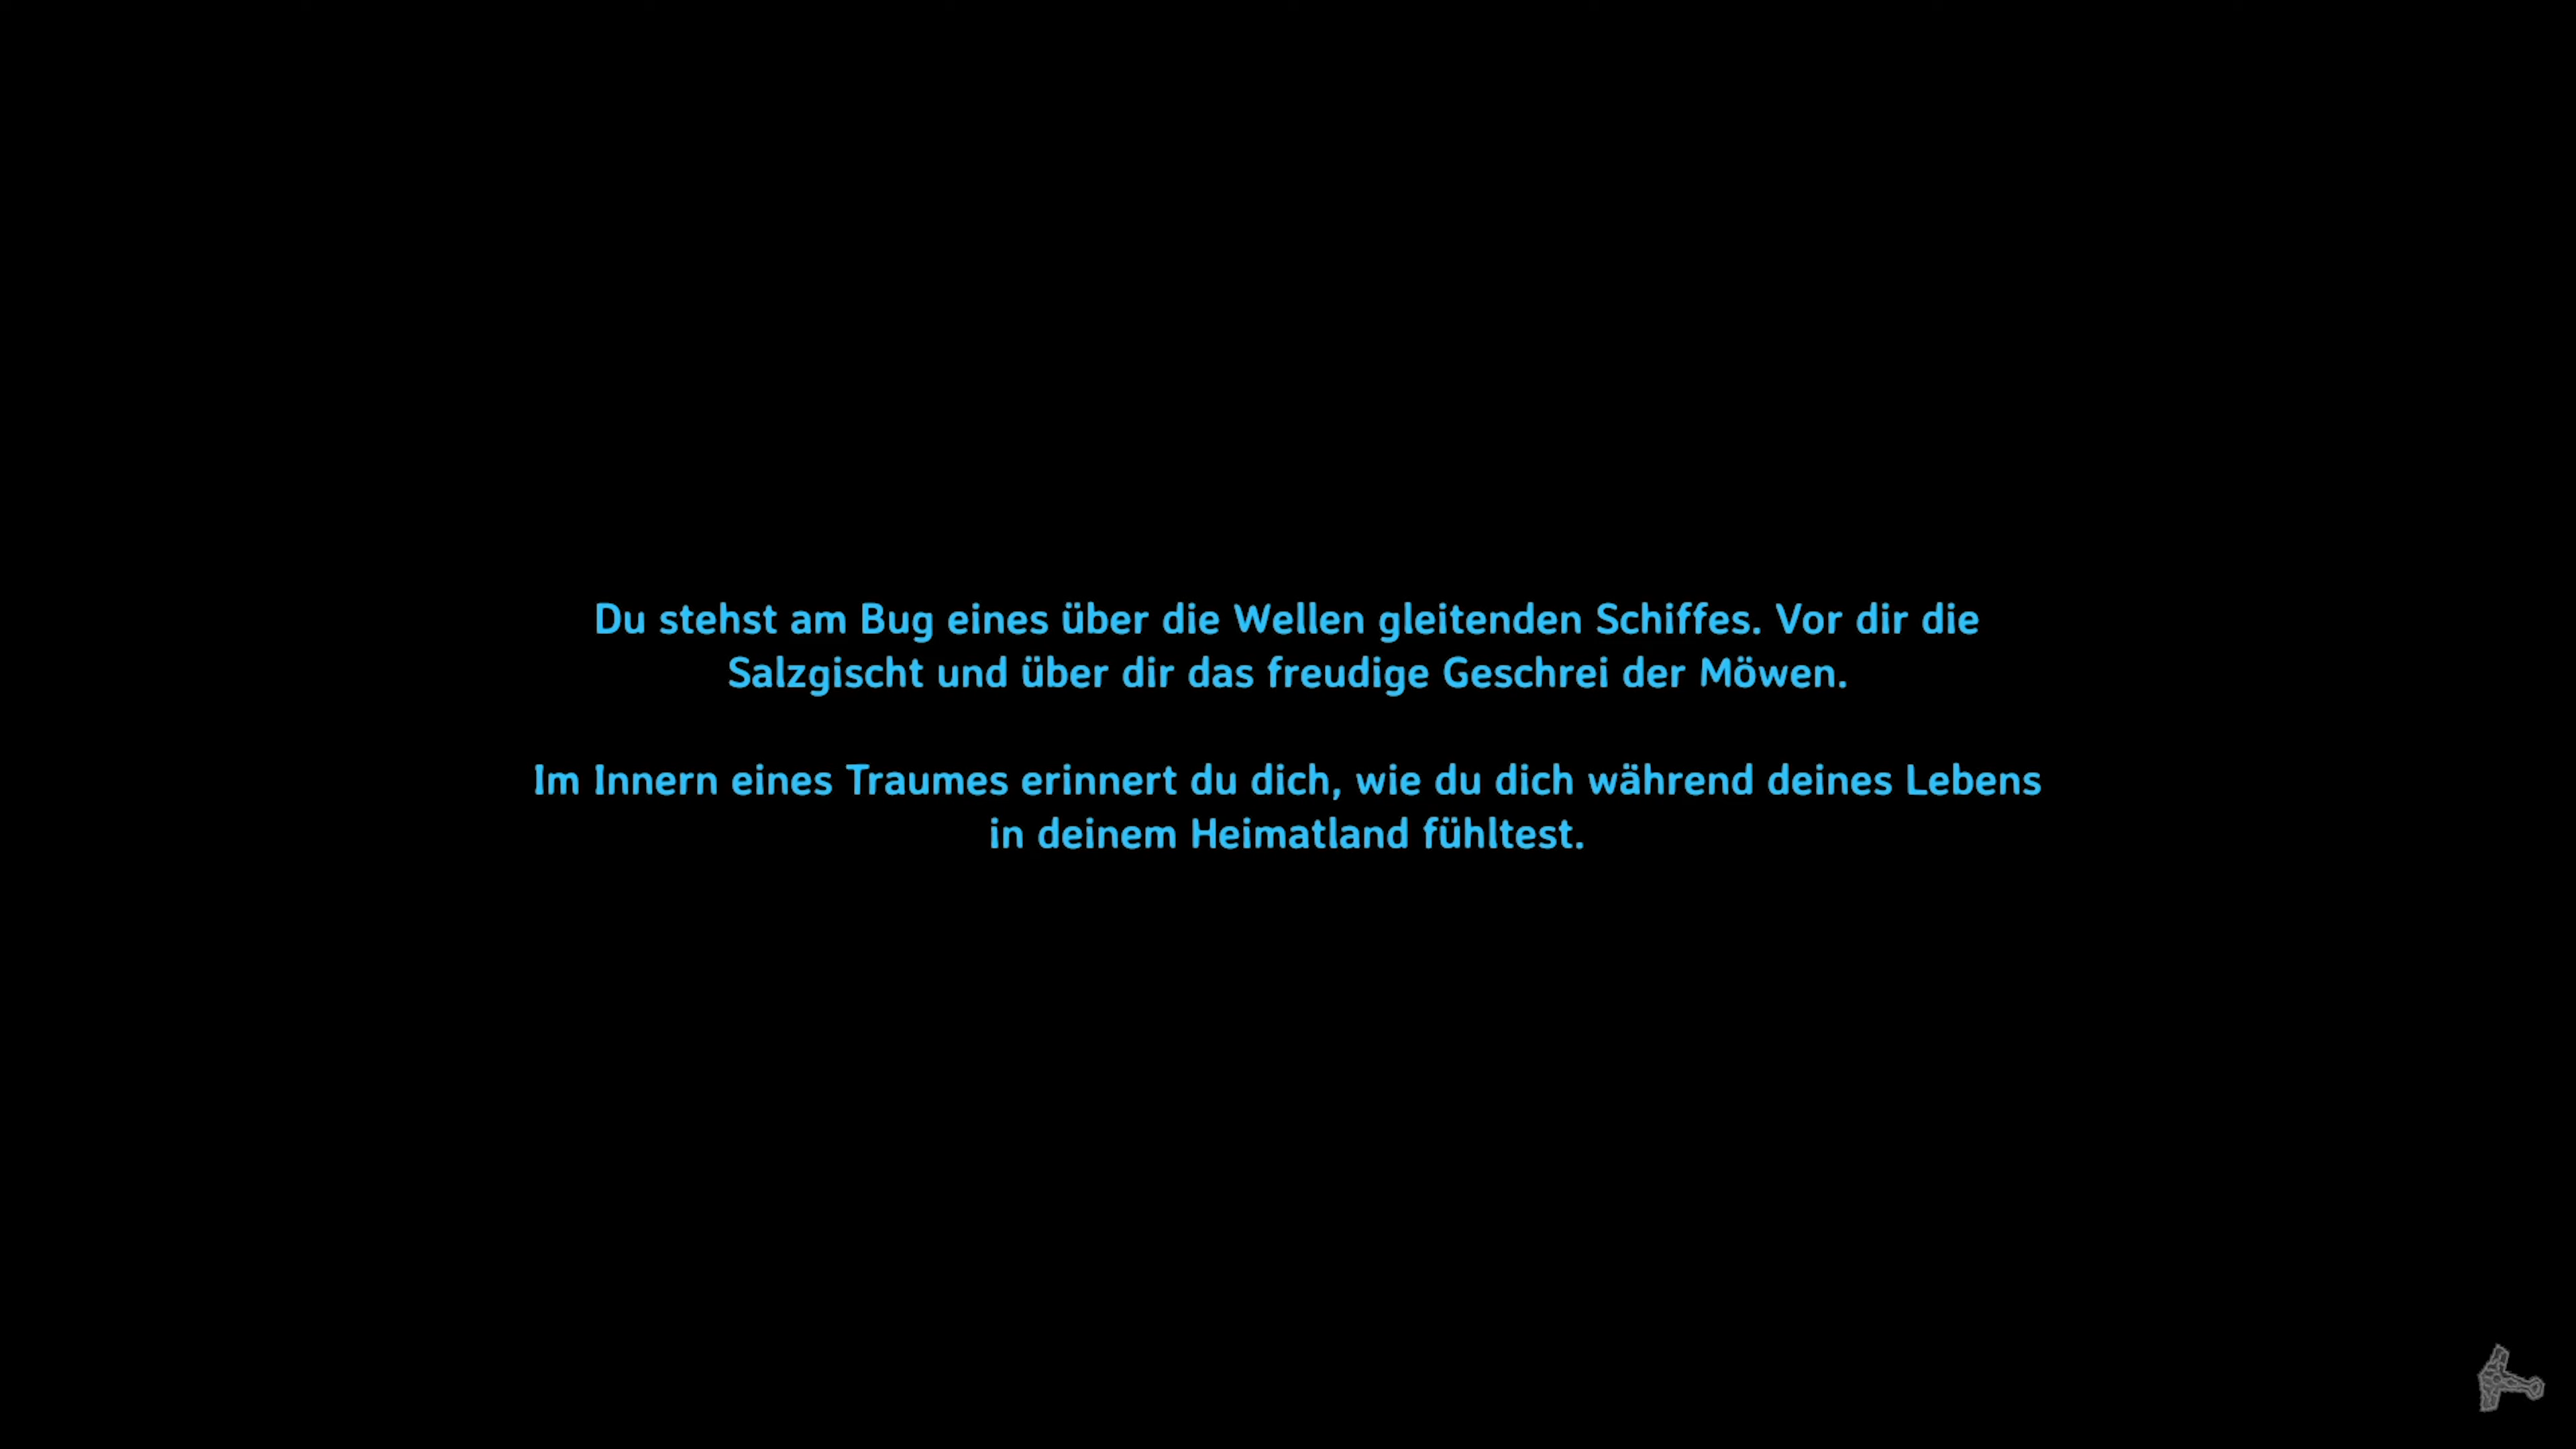 Du stehst am Bug eines über die Wellen gleitenden Schiffes. Vor dir die
Salzgischt und über dir das freudige Geschrei der Möwen.
Im Innern eines Traumes erinnert du dich, wie du dich während deines Lebens
in deinem Heimatland fühltest.